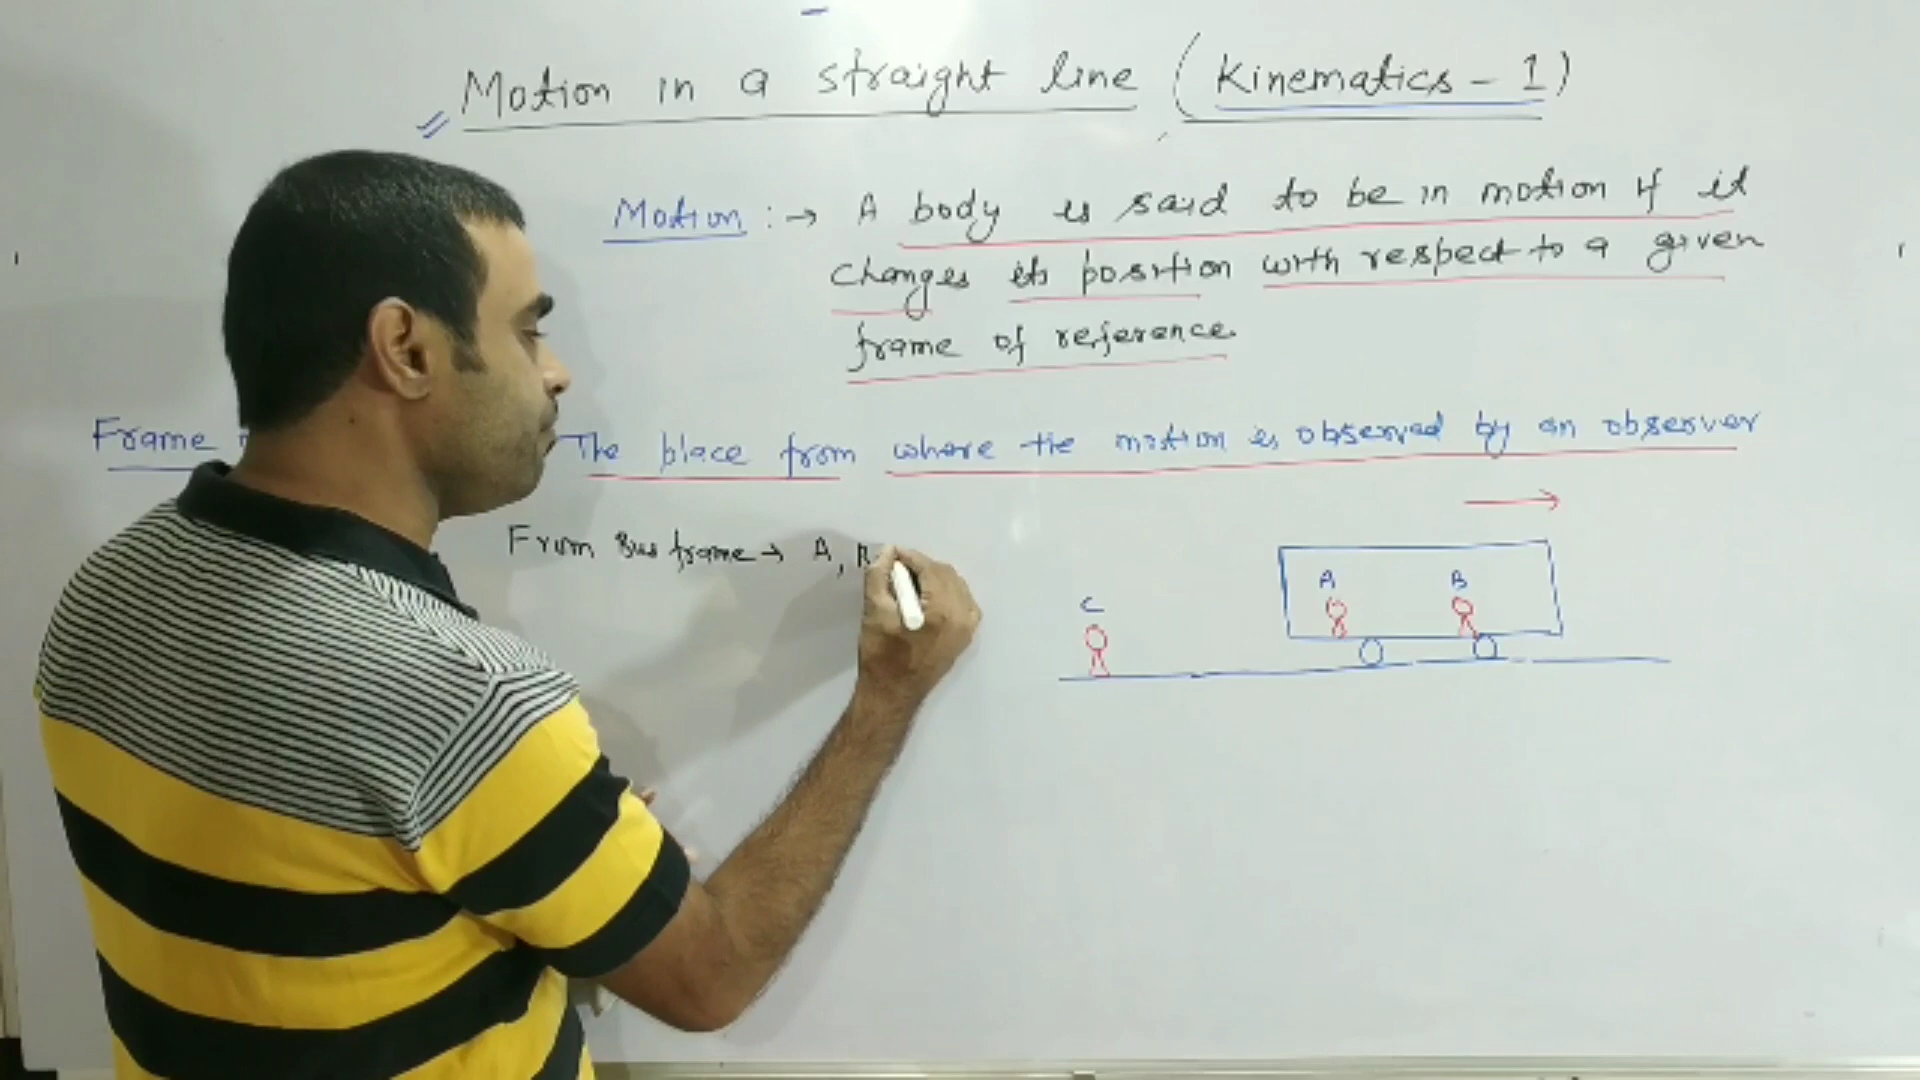 Motion in a straight line (Kinematics - 1)
Motion :→ A body is said to be in motion if it
changes its position with respect to a given
frame of reference.
Frame The place from where the motion is observed by an observer
From Bus frame → A,
A B
C